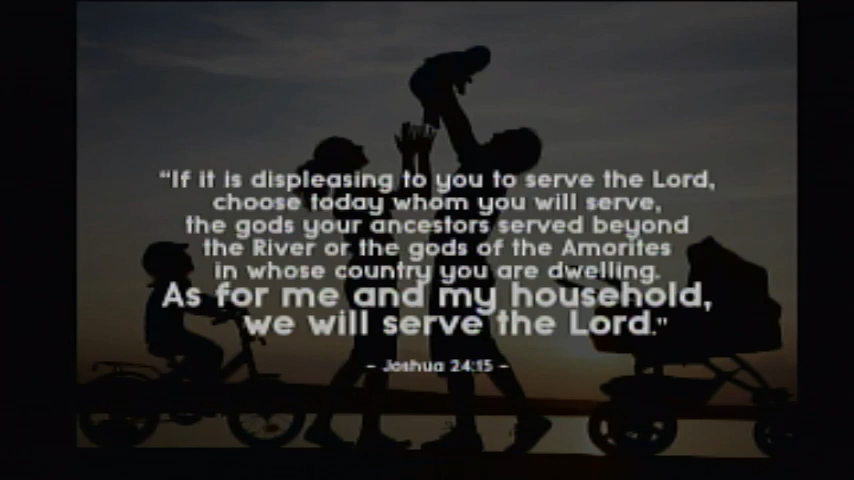 "If it is displeasing to you to serve the Lord,
choose today whom you will serve,
the gods your ancestors served beyond
the River or the gods of the Amorites
in whose country you are dwelling.
As for me and my household,
we will serve the Lord."
- Joshua 24:15 -